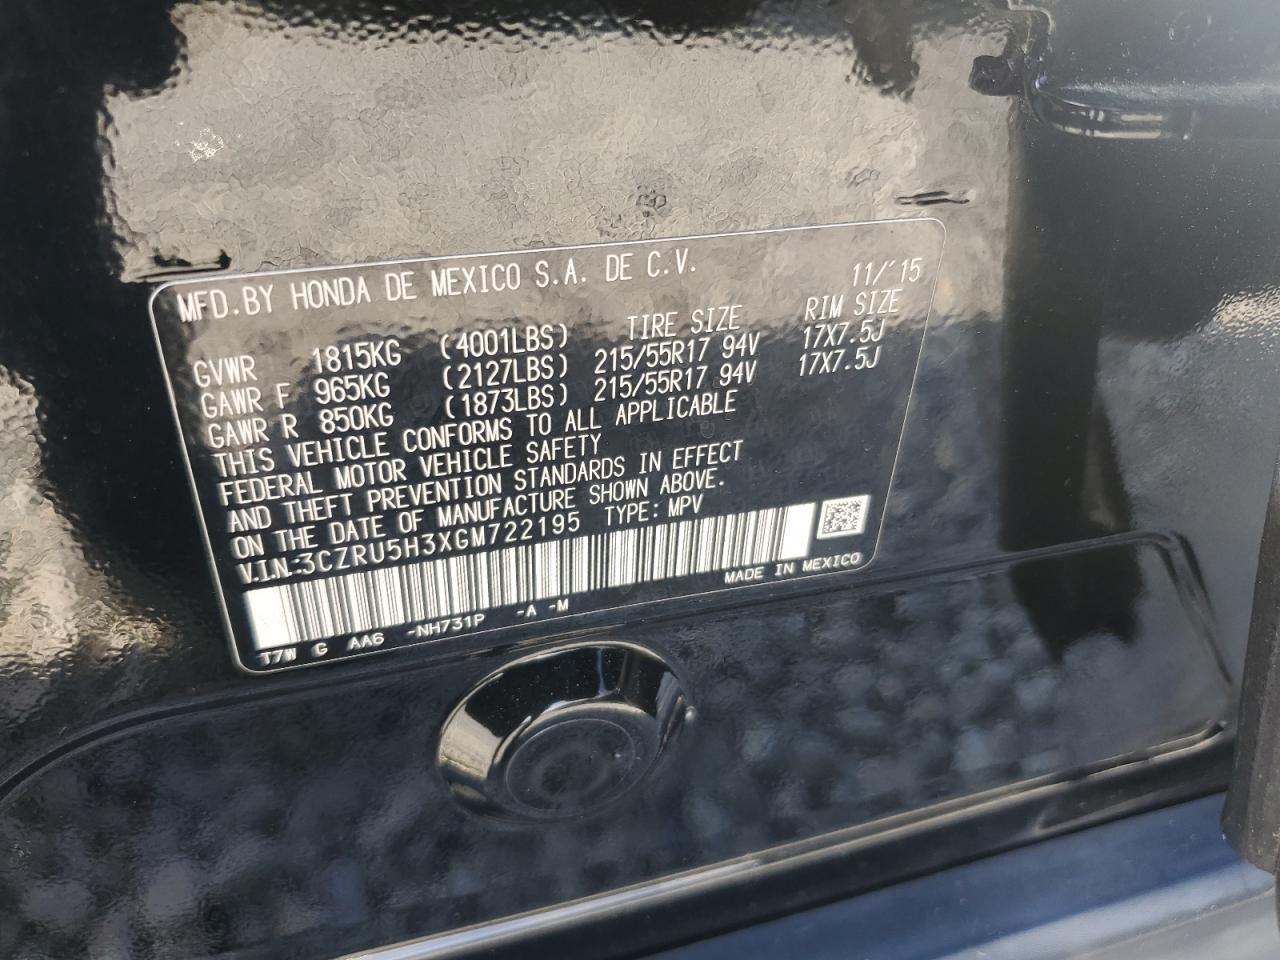 MFD.BY HONDA DE MEXICO S.A. DE C.V. 11/'15
TIRE SIZE RIM SIZE
GVWR 1815KG (4001LBS)
GAWR F 965KG (2127LBS) 215/55R17 94V 17X7.5J
GAWR R 850KG (1873LBS) 215/55R17 94V 17X7.5J
THIS VEHICLE CONFORMS TO ALL APPLICABLE
FEDERAL MOTOR VEHICLE SAFETY
AND THEFT PREVENTION STANDARDS IN EFFECT
ON THE DATE OF MANUFACTURE SHOWN ABOVE.
V.I.N.:3CZRU5H3XGM722195 TYPE: MPV
MADE IN MEXICO
T7W G AA6 -NH731P -A -M